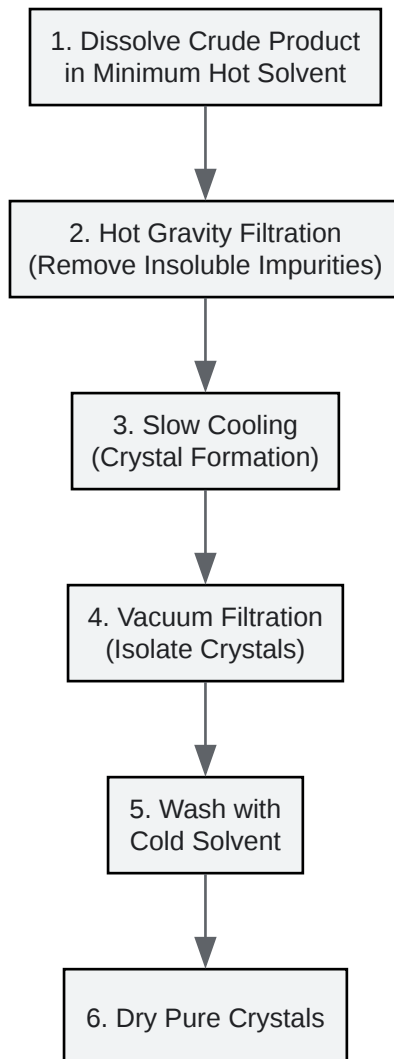 1. Dissolve Crude Product
in Minimum Hot Solvent
2. Hot Gravity Filtration
(Remove Insoluble Impurities)
3. Slow Cooling
(Crystal Formation)
4. Vacuum Filtration
(Isolate Crystals)
5. Wash with
Cold Solvent
6. Dry Pure Crystals